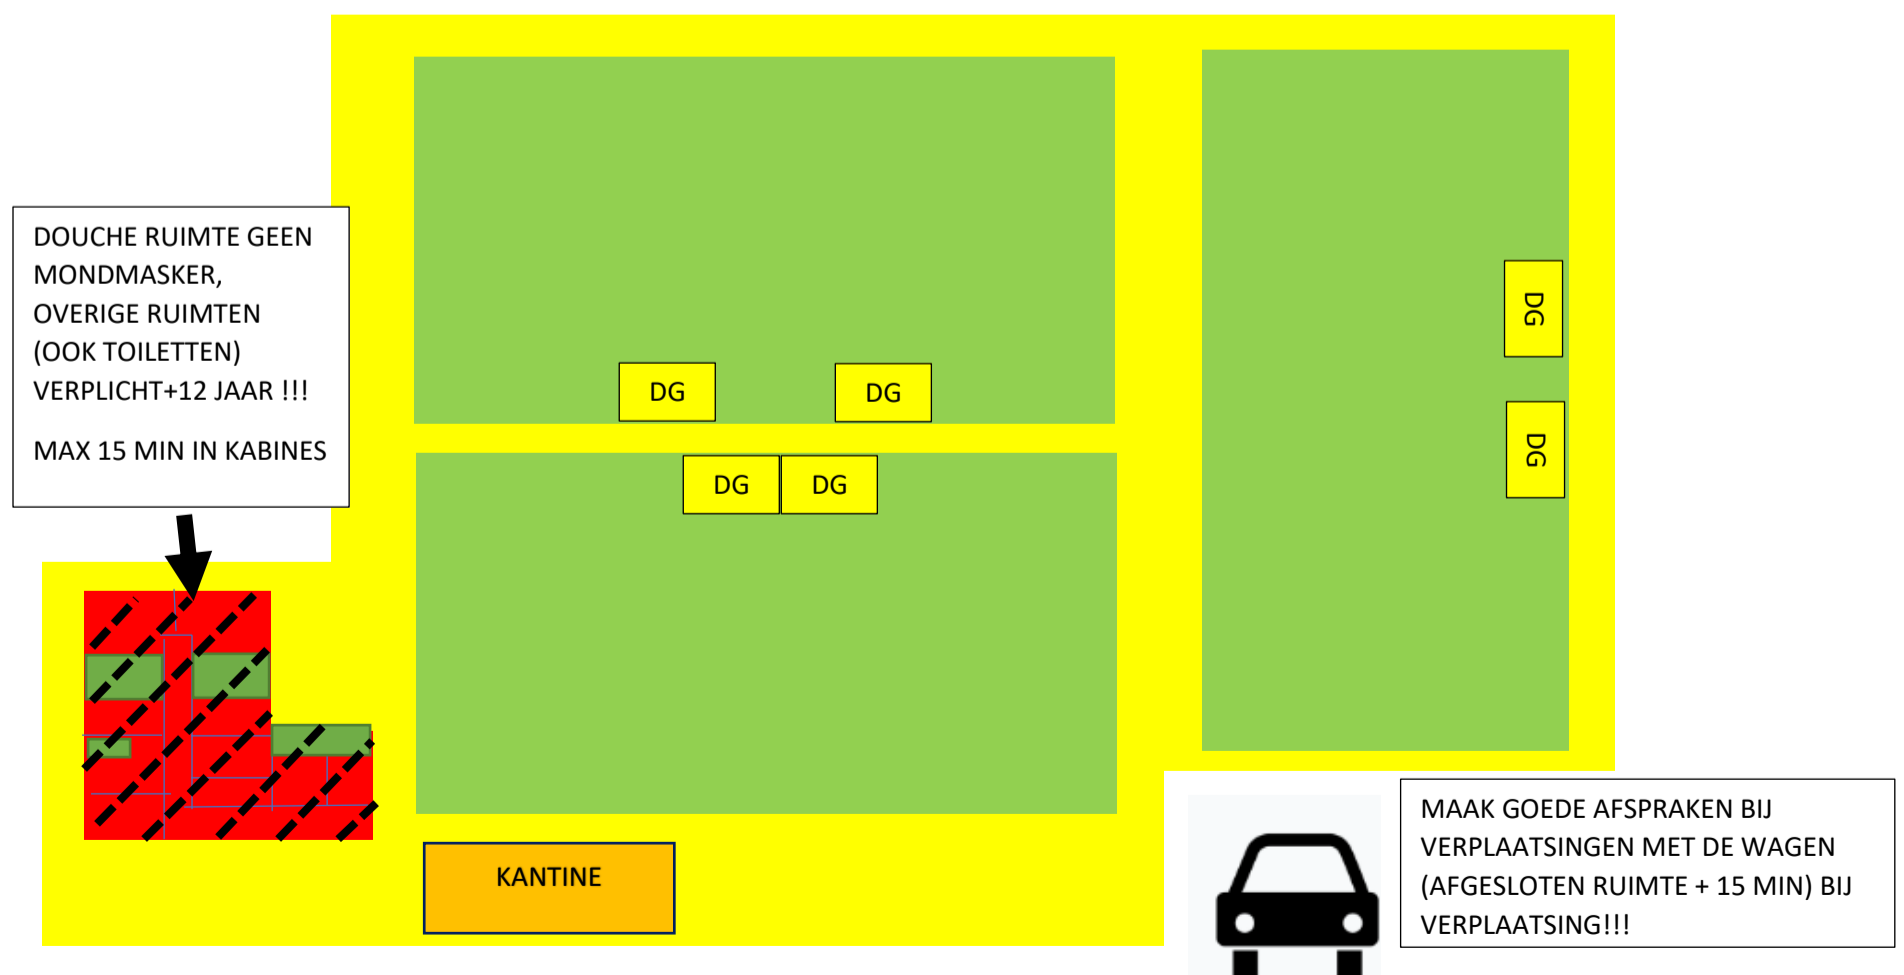 DOUCHE RUIMTE GEEN
MONDMASKER,
OVERIGE RUIMTEN
(OOK TOILETTEN)
VERPLICHT+12 JAAR !!!
MAX 15 MIN IN KABINES
DG
DG
DG
DG
DG
DG
KANTINE
MAAK GOEDE AFSPRAKEN BIJ
VERPLAATSINGEN MET DE WAGEN
(AFGESLOTEN RUIMTE + 15 MIN) BIJ
VERPLAATSING!!!